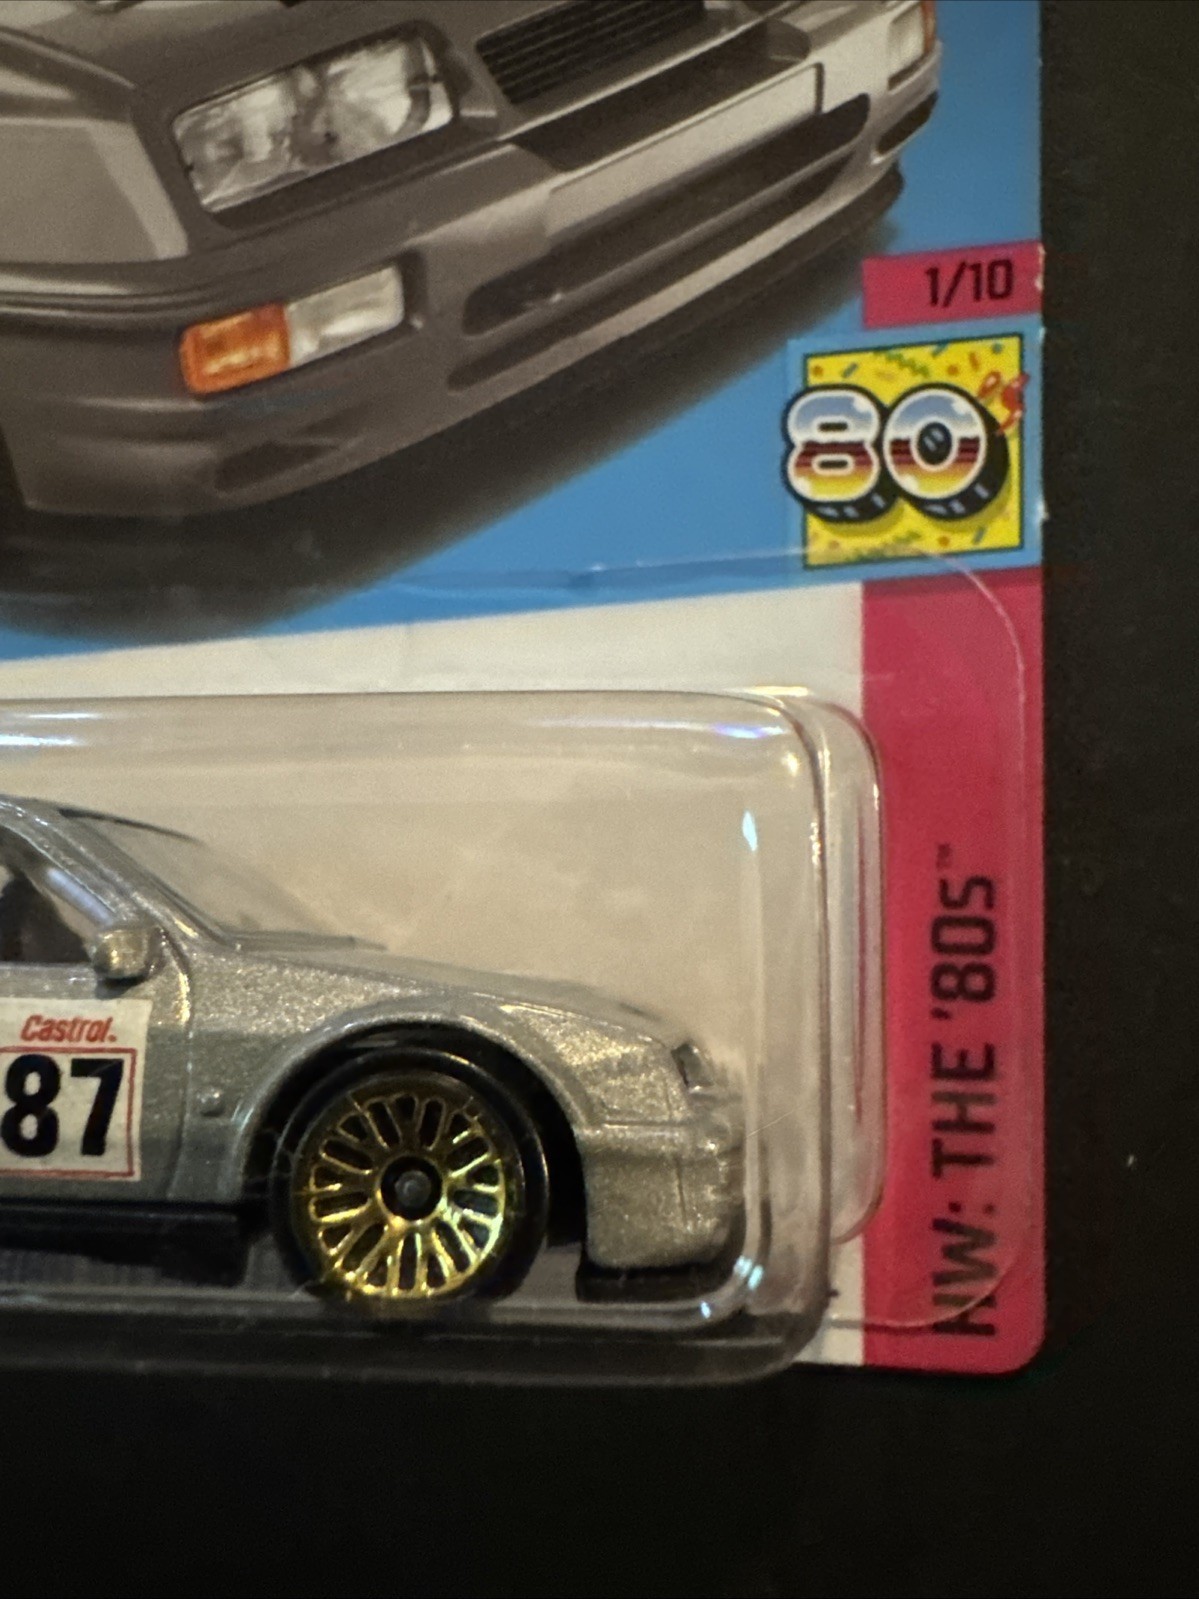 1/10
80's
Castrol
87
HW: THE '80S™